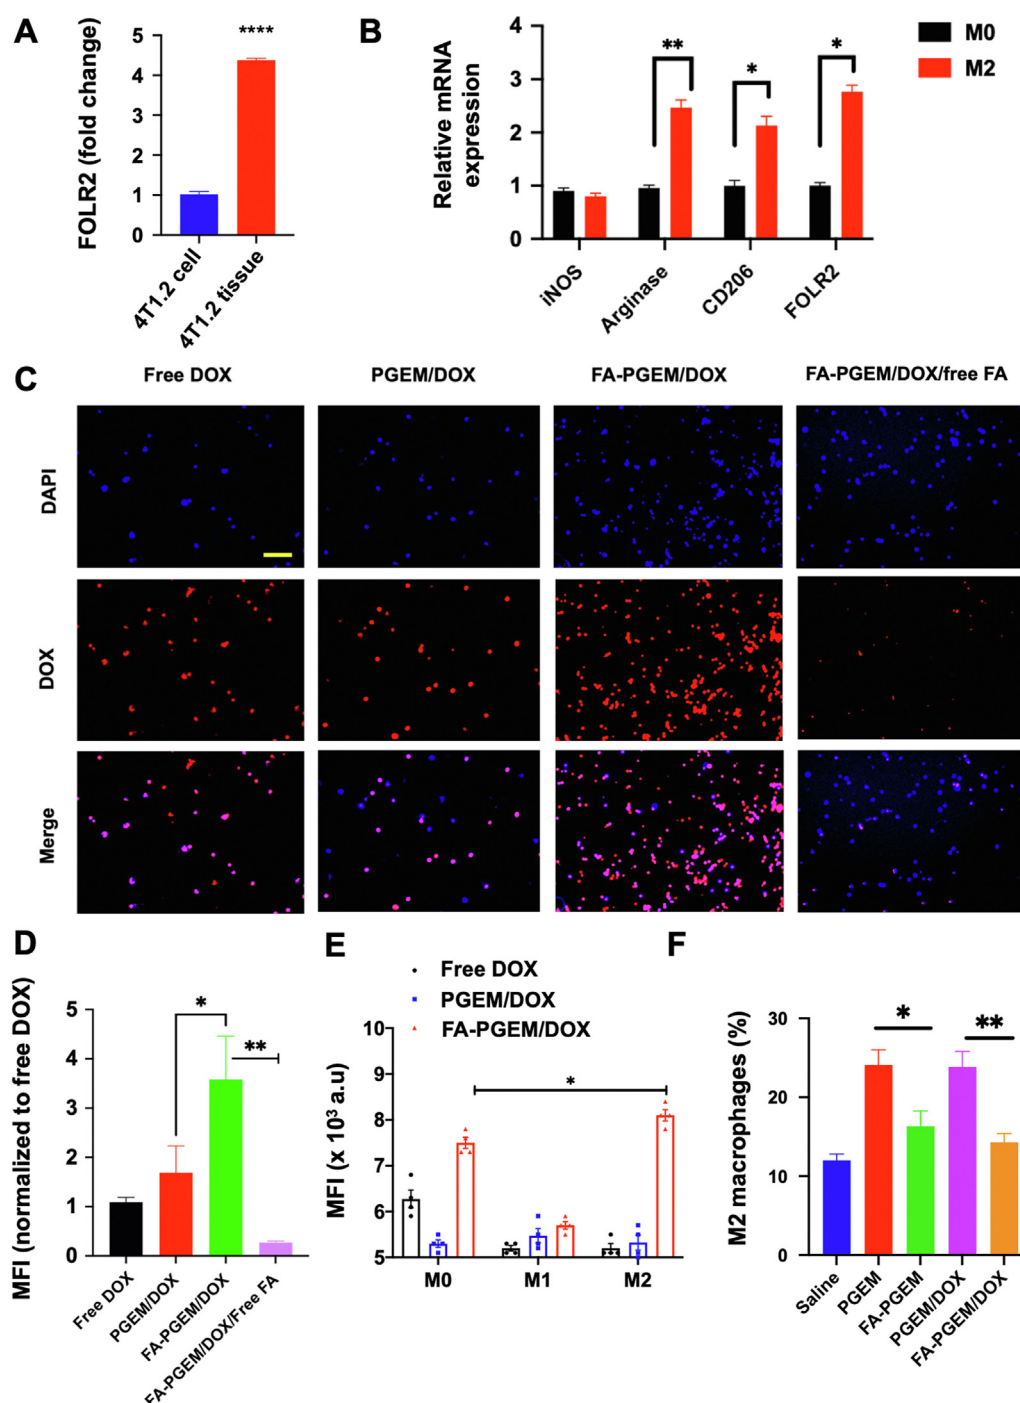 A
FOLR2 (fold change)
5
4
3
2
1
0
****
4T1.2 cell
4T1.2 tissue
B
Relative mRNA
expression
4
3
2
1
0
**
*
*
M0
M2
iNOS
Arginase
CD206
FOLR2
C
Free DOX
PGEM/DOX
FA-PGEM/DOX
FA-PGEM/DOX/free FA
DAPI
DOX
Merge
D
MFI (normalized to free DOX)
5
4
3
2
1
0
*
**
Free DOX
PGEM/DOX
FA-PGEM/DOX
FA-PGEM/DOX/Free FA
E
Free DOX
PGEM/DOX
FA-PGEM/DOX
MFI (x 10³ a.u)
10
9
8
7
6
5
*
M0
M1
M2
F
M2 macrophages (%)
30
20
10
0
*
**
Saline
PGEM
FA-PGEM
PGEM/DOX
FA-PGEM/DOX